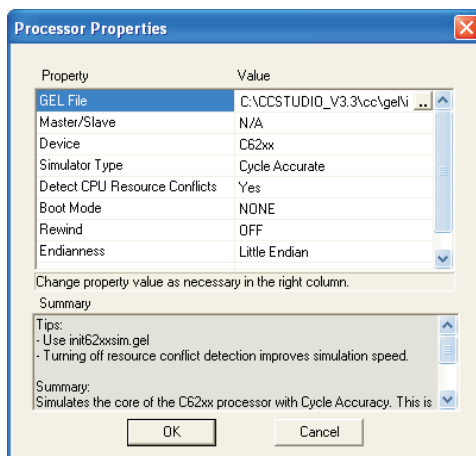 Processor Properties
Property Value
GEL File C:\CCSTUDIO_V3.3\cc\gel\i ..
Master/Slave N/A
Device C62xx
Simulator Type Cycle Accurate
Detect CPU Resource Conflicts Yes
Boot Mode NONE
Rewind OFF
Endianness Little Endian
Change property value as necessary in the right column.
Summary
Tips:
- Use init62xxsim.gel
- Turning off resource conflict detection improves simulation speed.
Summary:
Simulates the core of the C62xx processor with Cycle Accuracy. This is
OK Cancel